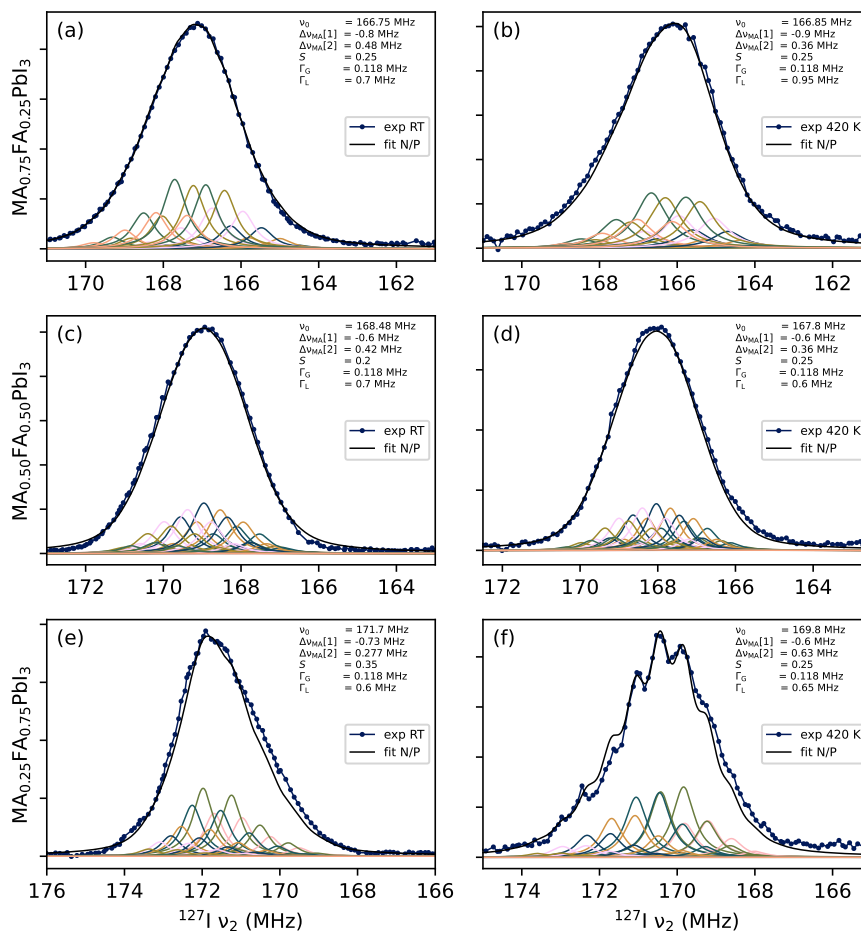 (a)
ν0 = 166.75 MHz
ΔνMA[1] = -0.8 MHz
ΔνMA[2] = 0.48 MHz
S = 0.25
ΓG = 0.118 MHz
ΓL = 0.7 MHz
exp RT
fit N/P
MA0.75FA0.25PbI3
170 168 166 164 162
(b)
ν0 = 166.85 MHz
ΔνMA[1] = -0.9 MHz
ΔνMA[2] = 0.36 MHz
S = 0.25
ΓG = 0.118 MHz
ΓL = 0.95 MHz
exp 420 K
fit N/P
170 168 166 164 162
(c)
ν0 = 168.48 MHz
ΔνMA[1] = -0.6 MHz
ΔνMA[2] = 0.42 MHz
S = 0.2
ΓG = 0.118 MHz
ΓL = 0.7 MHz
exp RT
fit N/P
MA0.50FA0.50PbI3
172 170 168 166 164
(d)
ν0 = 167.8 MHz
ΔνMA[1] = -0.6 MHz
ΔνMA[2] = 0.36 MHz
S = 0.25
ΓG = 0.118 MHz
ΓL = 0.6 MHz
exp 420 K
fit N/P
172 170 168 166 164
(e)
ν0 = 171.7 MHz
ΔνMA[1] = -0.73 MHz
ΔνMA[2] = 0.277 MHz
S = 0.35
ΓG = 0.118 MHz
ΓL = 0.6 MHz
exp RT
fit N/P
MA0.25FA0.75PbI3
176 174 172 170 168 166
127I ν2 (MHz)
(f)
ν0 = 169.8 MHz
ΔνMA[1] = -0.6 MHz
ΔνMA[2] = 0.63 MHz
S = 0.25
ΓG = 0.118 MHz
ΓL = 0.65 MHz
exp 420 K
fit N/P
174 172 170 168 166
127I ν2 (MHz)